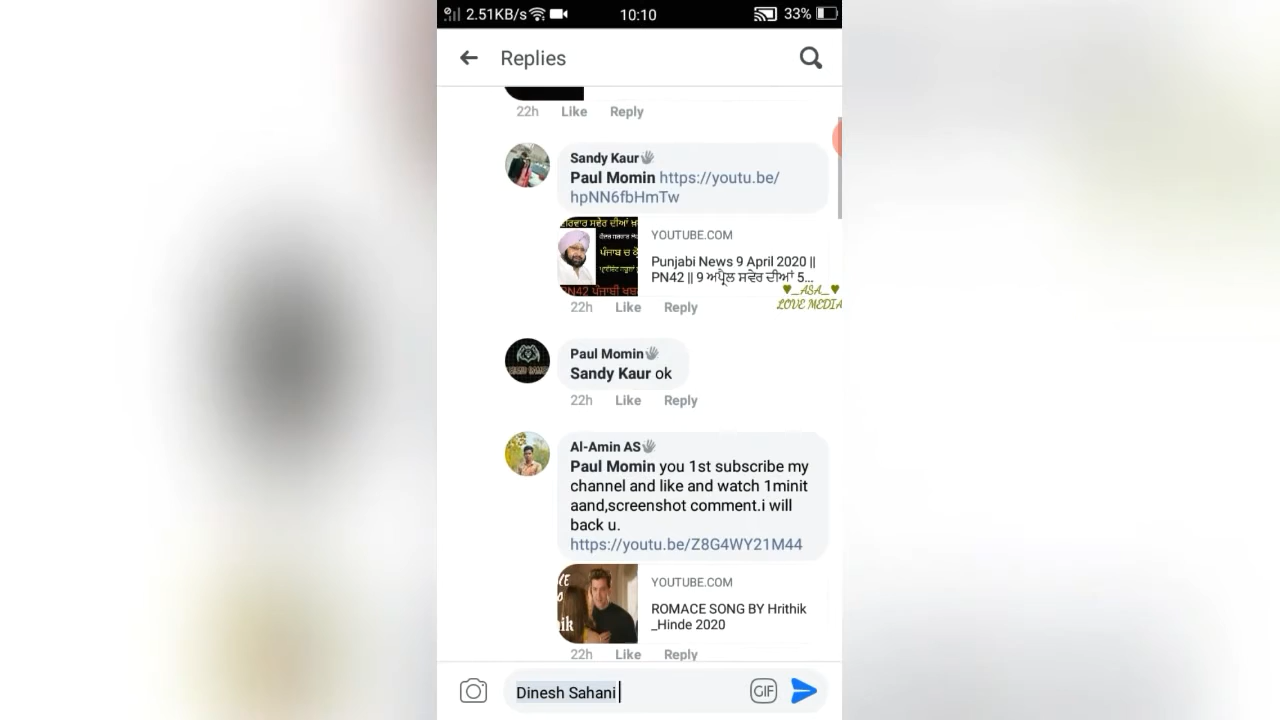 2.51KB/s 10:10 33%
Replies
22h Like Reply
Sandy Kaur
Paul Momin https://youtu.be/
hpNN6fbHmTw
YOUTUBE.COM
Punjabi News 9 April 2020 ||
PN42 || 9 ਅਪ੍ਰੈਲ ਸਵੇਰ ਦੀਆਂ 5...
PN42 ਪੰਜਾਬੀ
♥_ASA_♥
LOVE MEDIA
22h Like Reply
Paul Momin
Sandy Kaur ok
22h Like Reply
Al-Amin AS
Paul Momin you 1st subscribe my
channel and like and watch 1minit
aand,screenshot comment.i will
back u.
https://youtu.be/Z8G4WY21M44
YOUTUBE.COM
ROMACE SONG BY Hrithik
_Hinde 2020
22h Like Reply
Dinesh Sahani
GIF